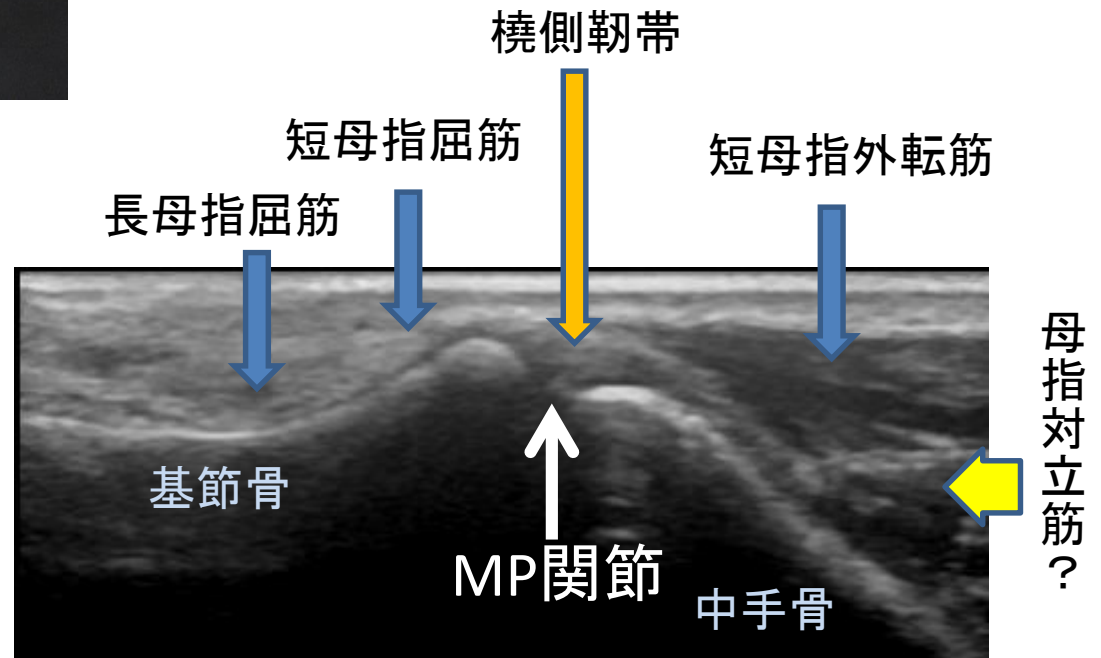 橈側靭帯
短母指屈筋
短母指外転筋
長母指屈筋
母指対立筋？
基節骨
MP関節
中手骨